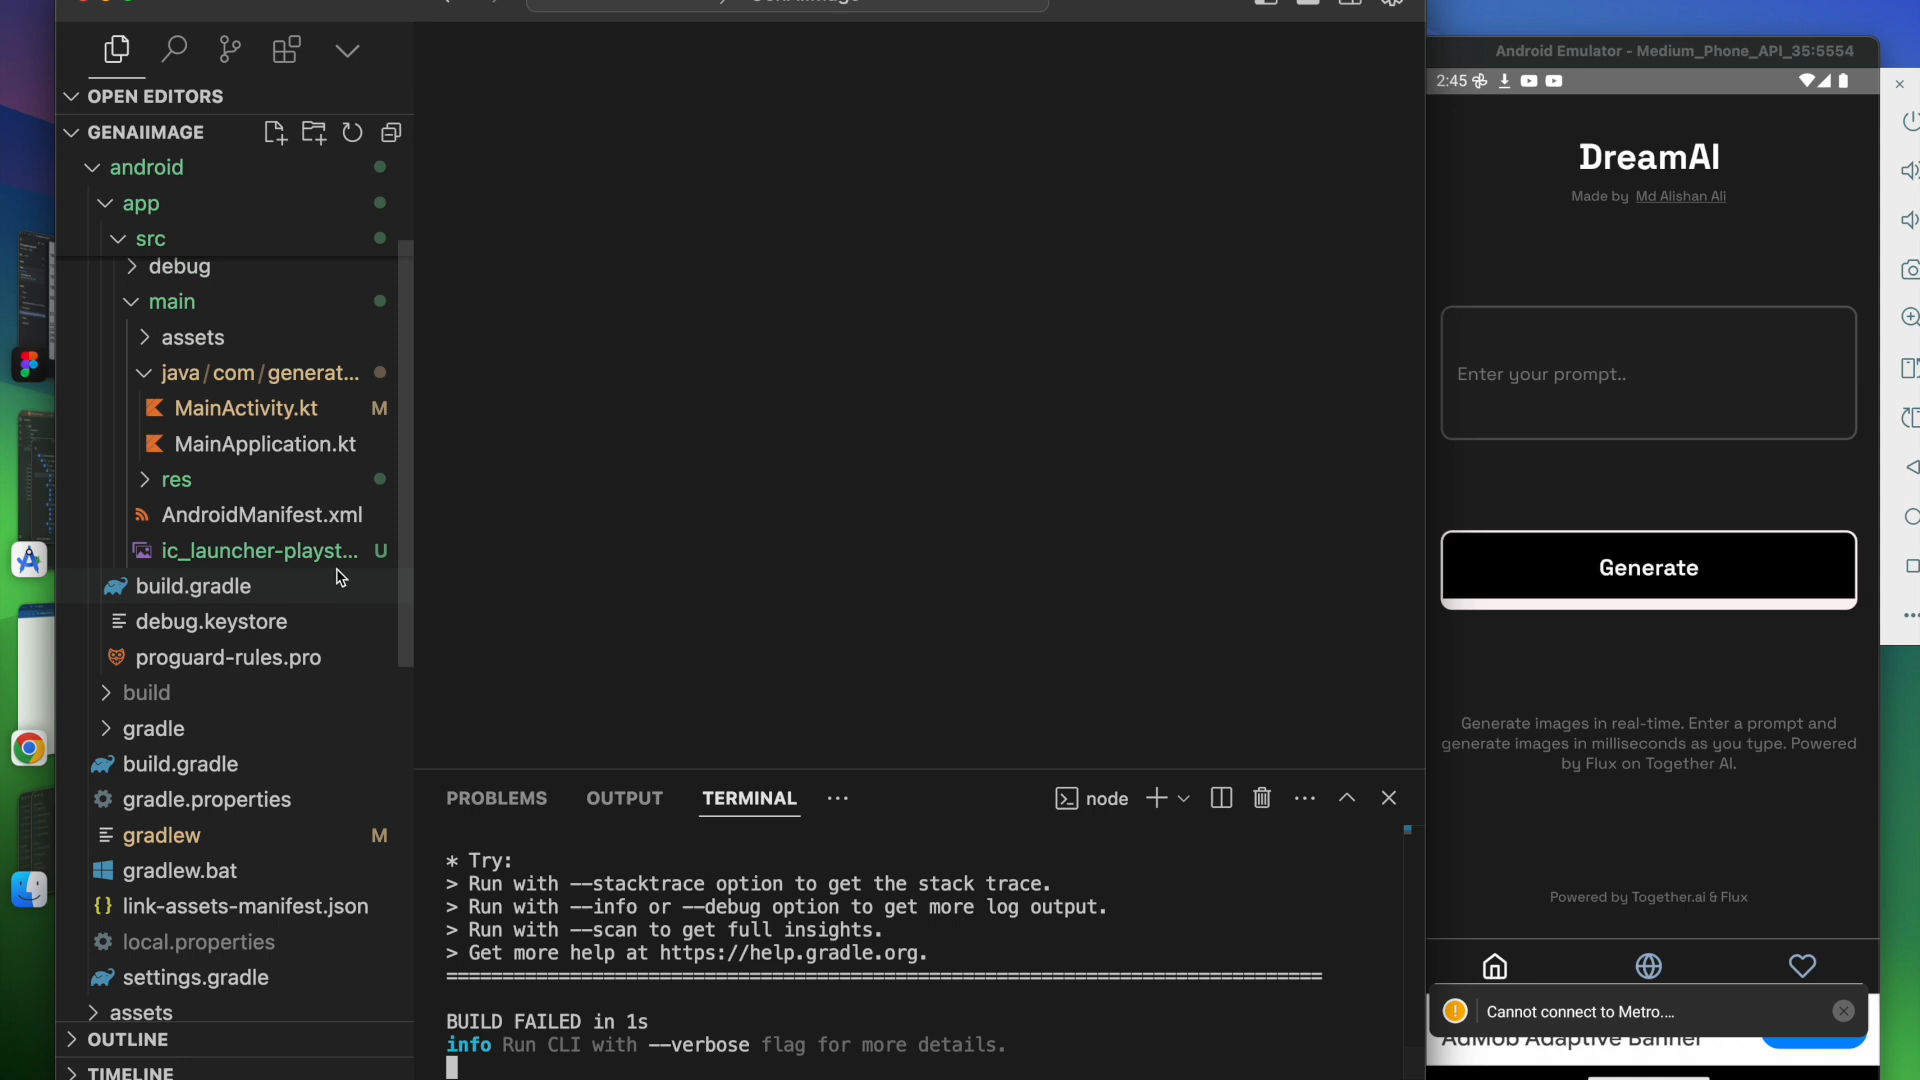 OPEN EDITORS
GENAIIMAGE
android
app
src
debug
main
assets
java/com/generat...
MainActivity.kt M
MainApplication.kt
res
AndroidManifest.xml
ic_launcher-playst... U
build.gradle
debug.keystore
proguard-rules.pro
build
gradle
build.gradle
gradle.properties
gradlew M
gradlew.bat
link-assets-manifest.json
local.properties
settings.gradle
assets
OUTLINE
TIMELINE
PROBLEMS OUTPUT TERMINAL ... node
* Try:
> Run with --stacktrace option to get the stack trace.
> Run with --info or --debug option to get more log output.
> Run with --scan to get full insights.
> Get more help at https://help.gradle.org.
BUILD FAILED in 1s
info Run CLI with --verbose flag for more details.
Android Emulator - Medium_Phone_API_35:5554
2:45
DreamAI
Made by Md Alishan Ali
Enter your prompt..
Generate
Generate images in real-time. Enter a prompt and
generate images in milliseconds as you type. Powered
by Flux on Together AI.
Powered by Together.ai & Flux
Cannot connect to Metro....
AdMob Adaptive Banner